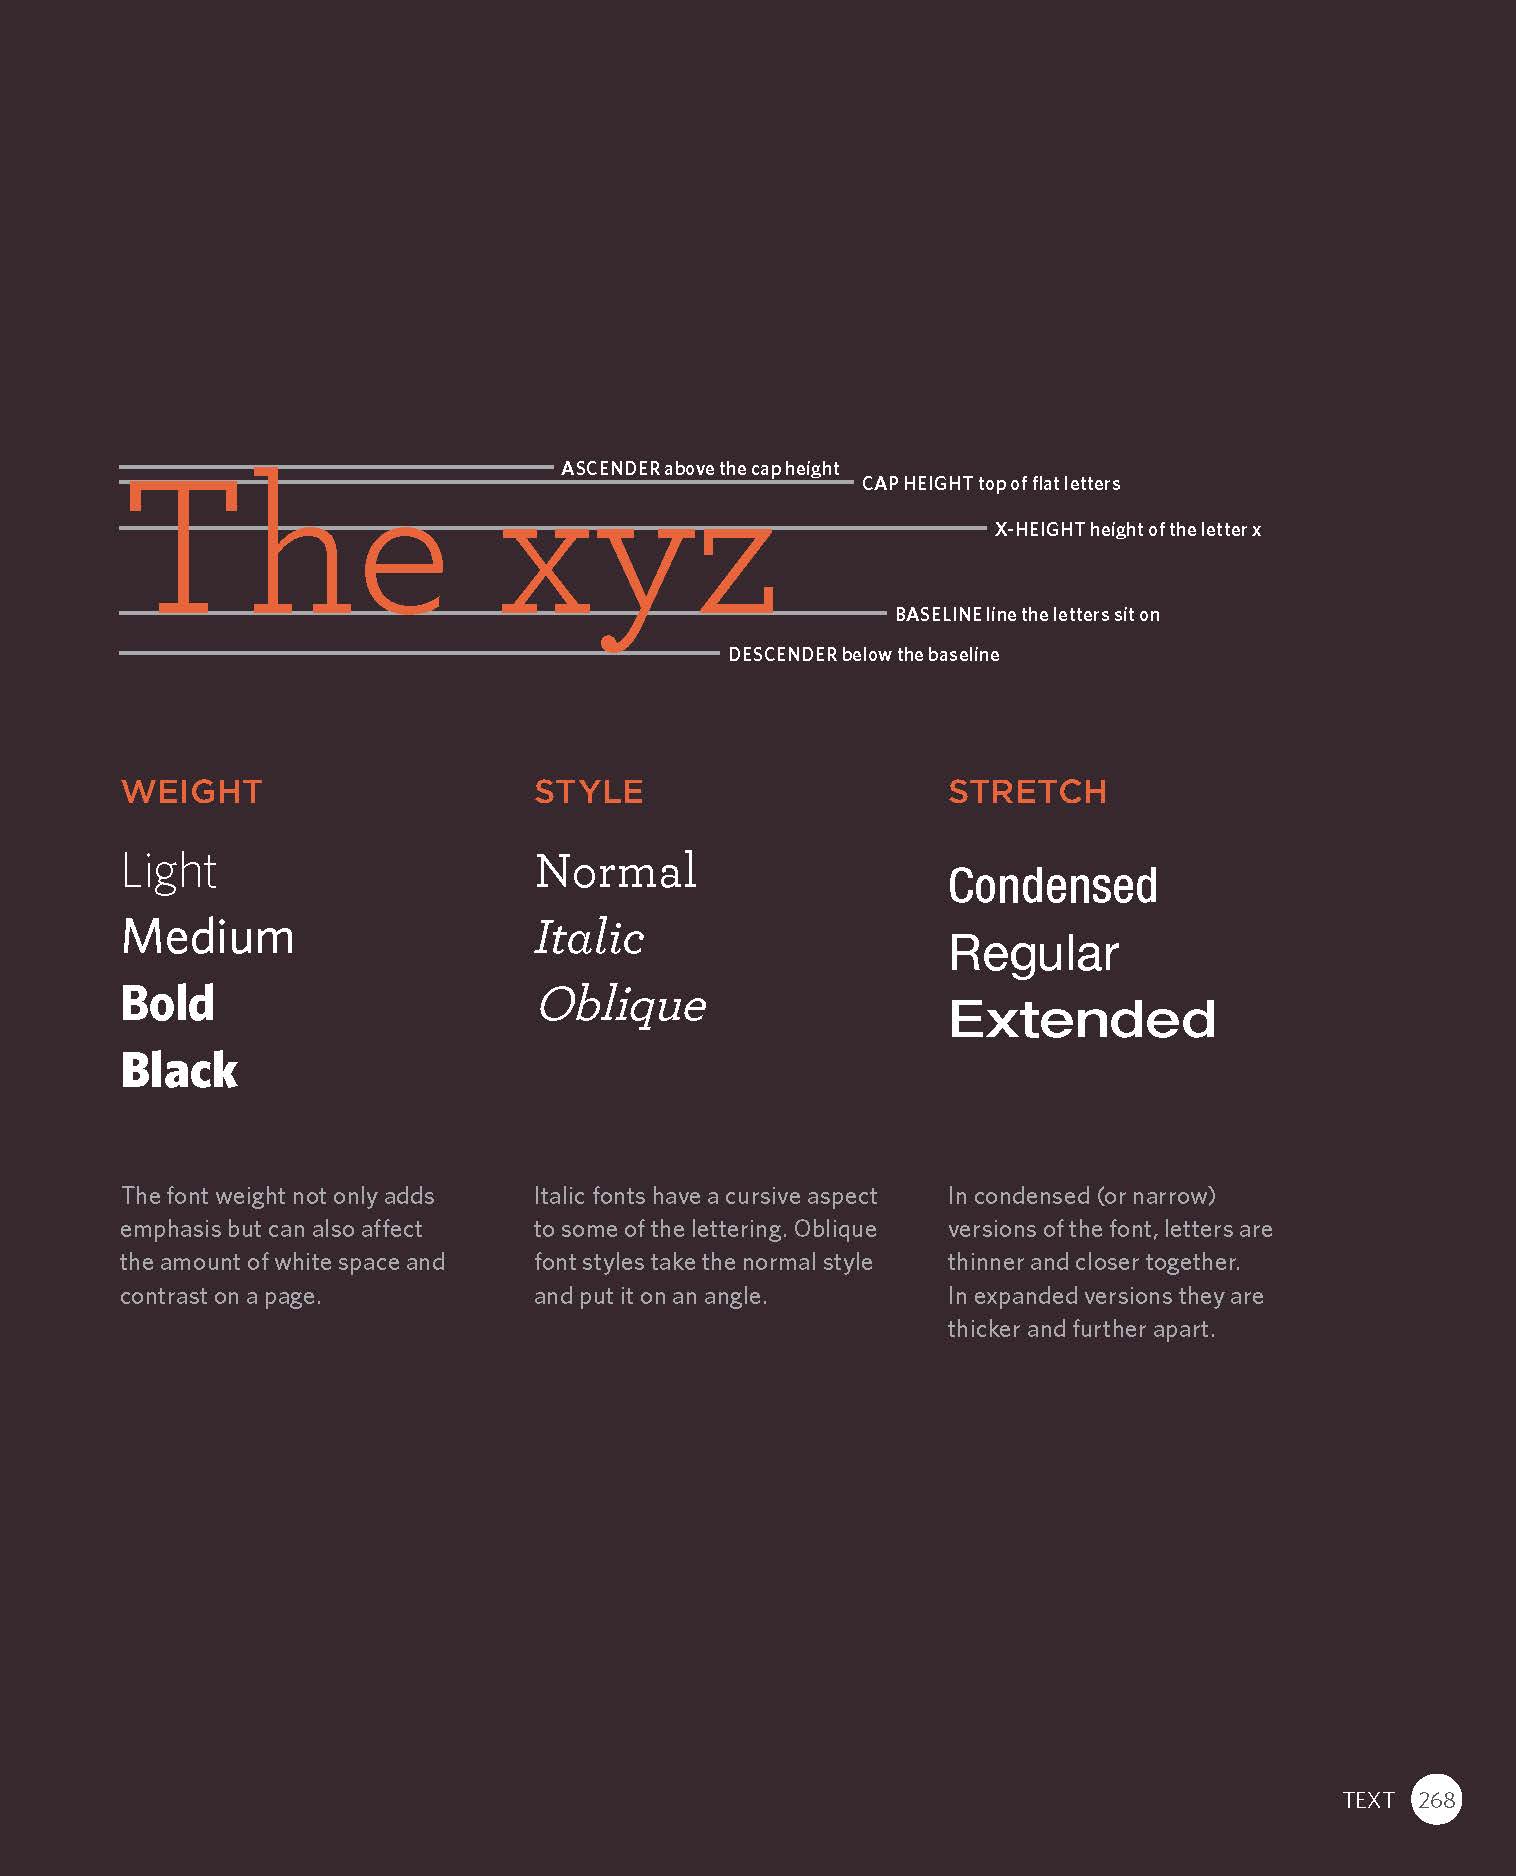 The xyz
ASCENDER above the cap height
CAP HEIGHT top of flat letters
X-HEIGHT height of the letter x
BASELINE line the letters sit on
DESCENDER below the baseline
WEIGHT
Light
Medium
Bold
Black
The font weight not only adds
emphasis but can also affect
the amount of white space and
contrast on a page.
STYLE
Normal
Italic
Oblique
Italic fonts have a cursive aspect
to some of the lettering. Oblique
font styles take the normal style
and put it on an angle.
STRETCH
Condensed
Regular
Extended
In condensed (or narrow)
versions of the font, letters are
thinner and closer together.
In expanded versions they are
thicker and further apart.
TEXT 268